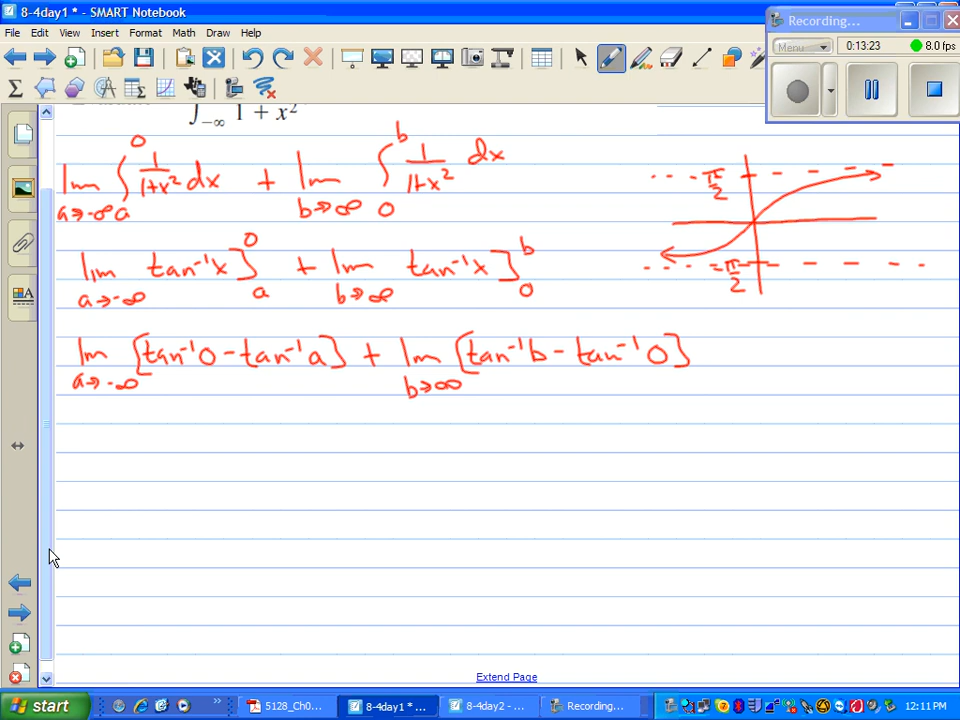 8-4day1 * - SMART Notebook
Recording...
File Edit View Insert Format Math Draw Help
Menu 0:13:23 8.0 fps
∫−∞ 1 + x²
lim a→-∞ ∫ₐ⁰ 1/1+x² dx + lim b→∞ ∫₀ᵇ 1/1+x² dx
π/2
lim a→-∞ tan⁻¹x]ₐ⁰ + lim b→∞ tan⁻¹x]₀ᵇ
-π/2
lim a→-∞ [tan⁻¹0 - tan⁻¹a] + lim b→∞ [tan⁻¹b - tan⁻¹0]
Extend Page
start 5128_Ch0... 8-4day1 *... 8-4day2 - ... Recording... 12:11 PM